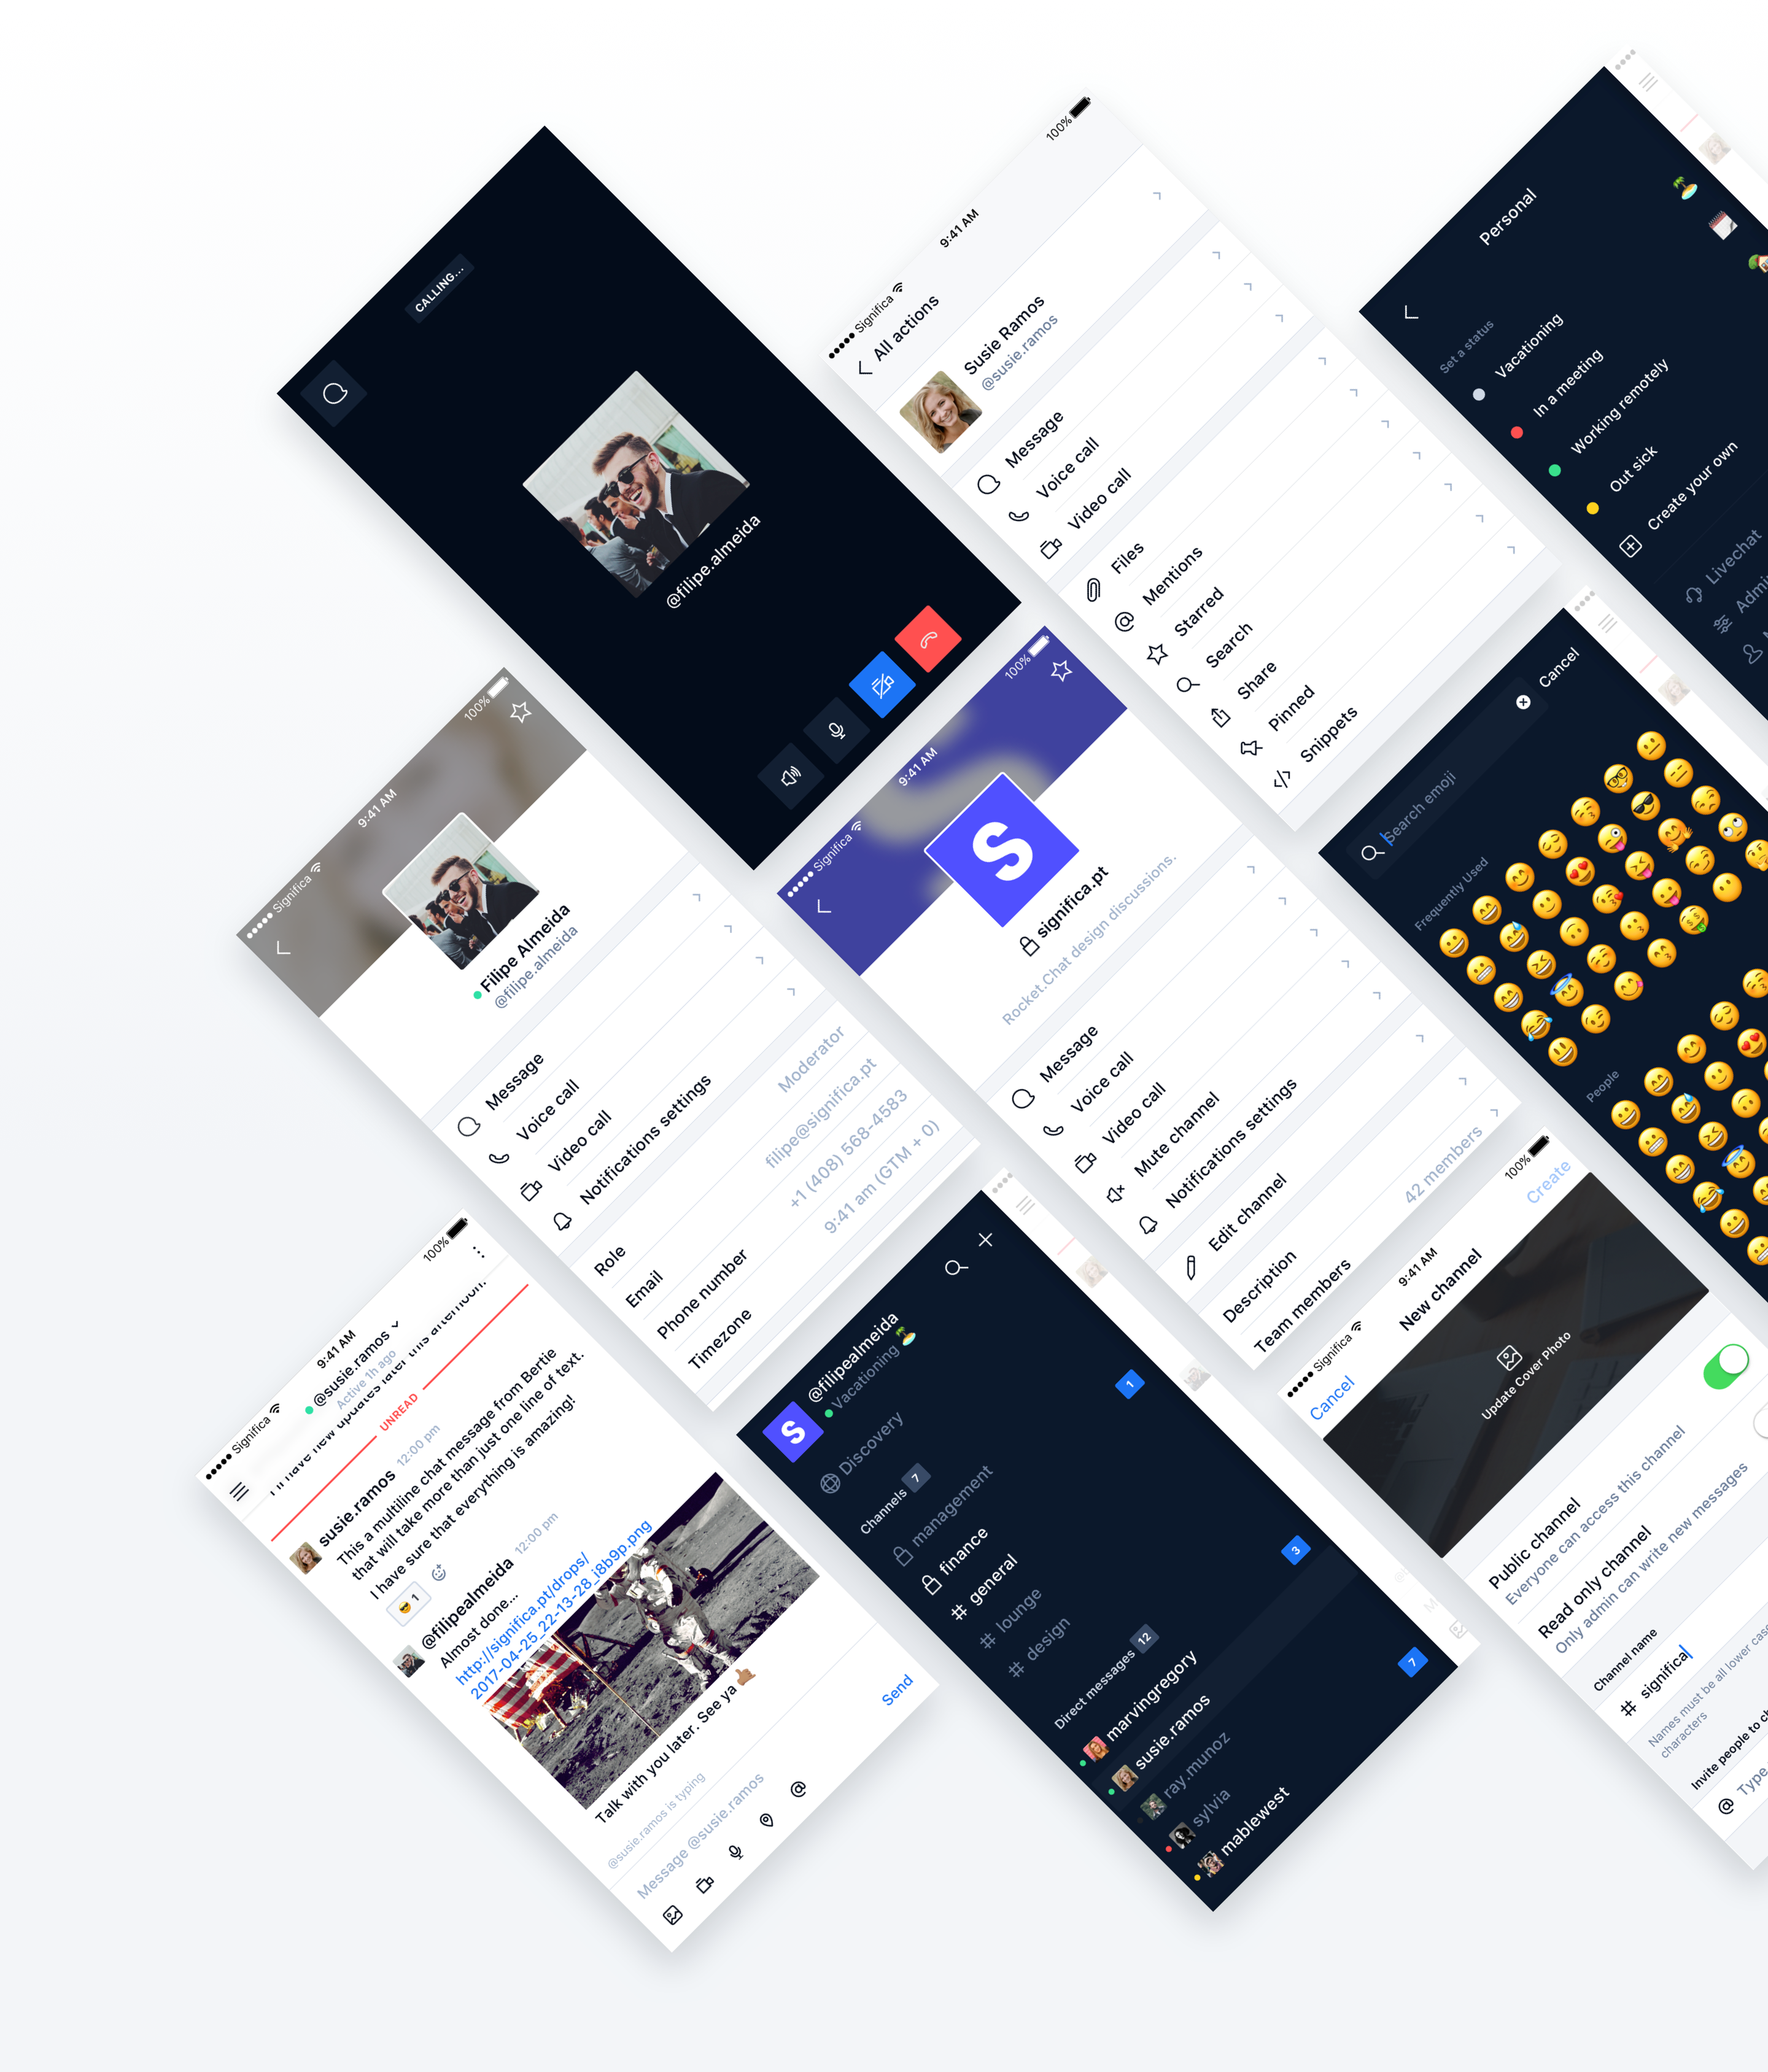 CALLING...
@filipe.almeida
Significa
9:41 AM
100%
All actions
Susie Ramos
@susie.ramos
Message
Voice call
Video call
Files
Mentions
Starred
Search
Share
Pinned
Snippets
Personal
Set a status
Vacationing
In a meeting
Working remotely
Out sick
Create your own
Livechat
Significa
9:41 AM
100%
Filipe Almeida
@filipe.almeida
Message
Voice call
Video call
Notifications settings
Role
Moderator
Email
filipe@significa.pt
Phone number
+1 (408) 568-4583
Timezone
9:41 am (GTM + 0)
Significa
9:41 AM
100%
S
significa.pt
Rocket.Chat design discussions.
Message
Voice call
Video call
Mute channel
Notifications settings
Edit channel
Description
Team members
42 members
Search emoji
Cancel
Frequently Used
People
Significa
9:41 AM
100%
@susie.ramos
Active 1h ago
UNREAD
susie.ramos 12:00 pm
This a multiline chat message from Bertie
that will take more than just one line of text.
I have sure that everything is amazing!
1
@filipealmeida 12:00 pm
Almost done...
http://significa.pt/drops/
2017-04-25_22-13-28_i8b9p.png
Talk with you later. See ya
@susie.ramos is typing
Message @susie.ramos
Send
S
@filipealmeida
Vacationing
Discovery
Channels 7
management
finance
1
# general
# lounge
# design
Direct messages 12
marvingregory
3
susie.ramos
ray.munoz
sylvia
mablewest
7
Significa
9:41 AM
100%
Cancel
New channel
Create
Update Cover Photo
Public channel
Everyone can access this channel
Read only channel
Only admin can write new messages
Channel name
# significa
Names must be all lower
characters
Invite people to
@ Type